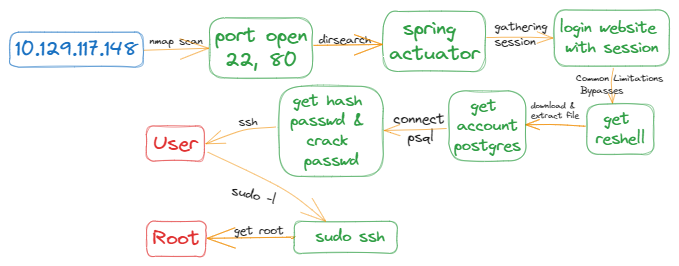 10.129.117.148
nmap scan
port open
22, 80
dirsearch
spring
actuator
gathering
session
login website
with session
Common Limitations
Bypasses
get
reshell
download &
extract file
get
account
postgres
connect
psql
get hash
passwd &
crack
passwd
ssh
User
sudo -l
sudo ssh
get root
Root